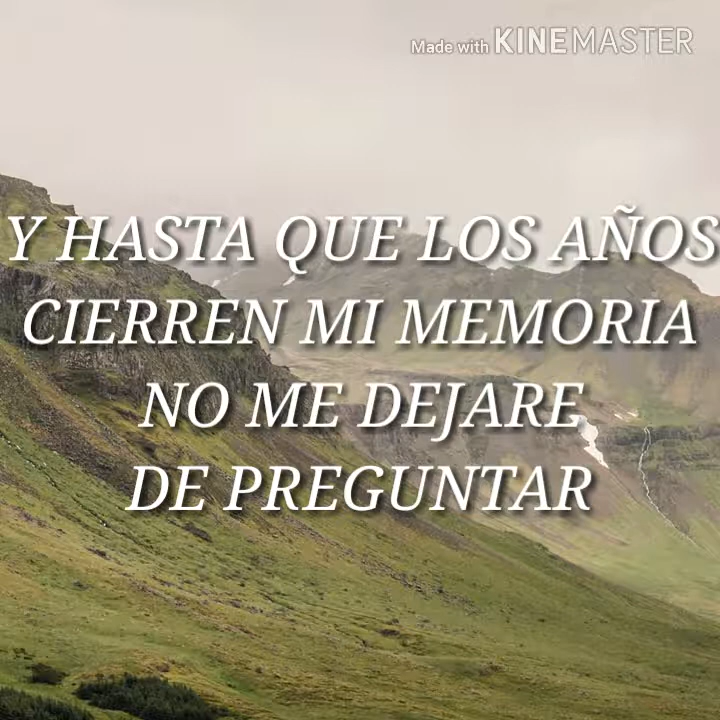 Made with KINEMASTER
Y HASTA QUE LOS AÑOS
CIERREN MI MEMORIA
NO ME DEJARE
DE PREGUNTAR